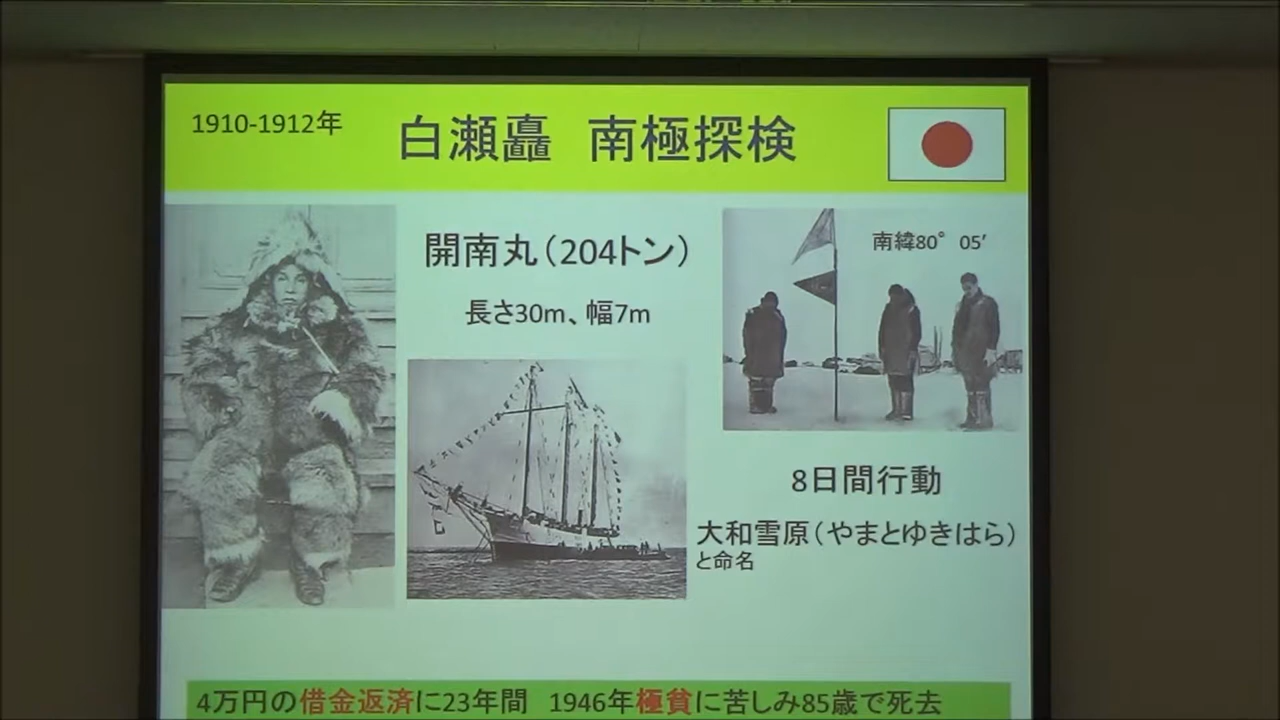 1910-1912年
白瀬矗　南極探検
開南丸（204トン）
長さ30m、幅7m
南緯80°05′
8日間行動
大和雪原（やまとゆきはら）
と命名
4万円の借金返済に23年間　1946年極貧に苦しみ85歳で死去